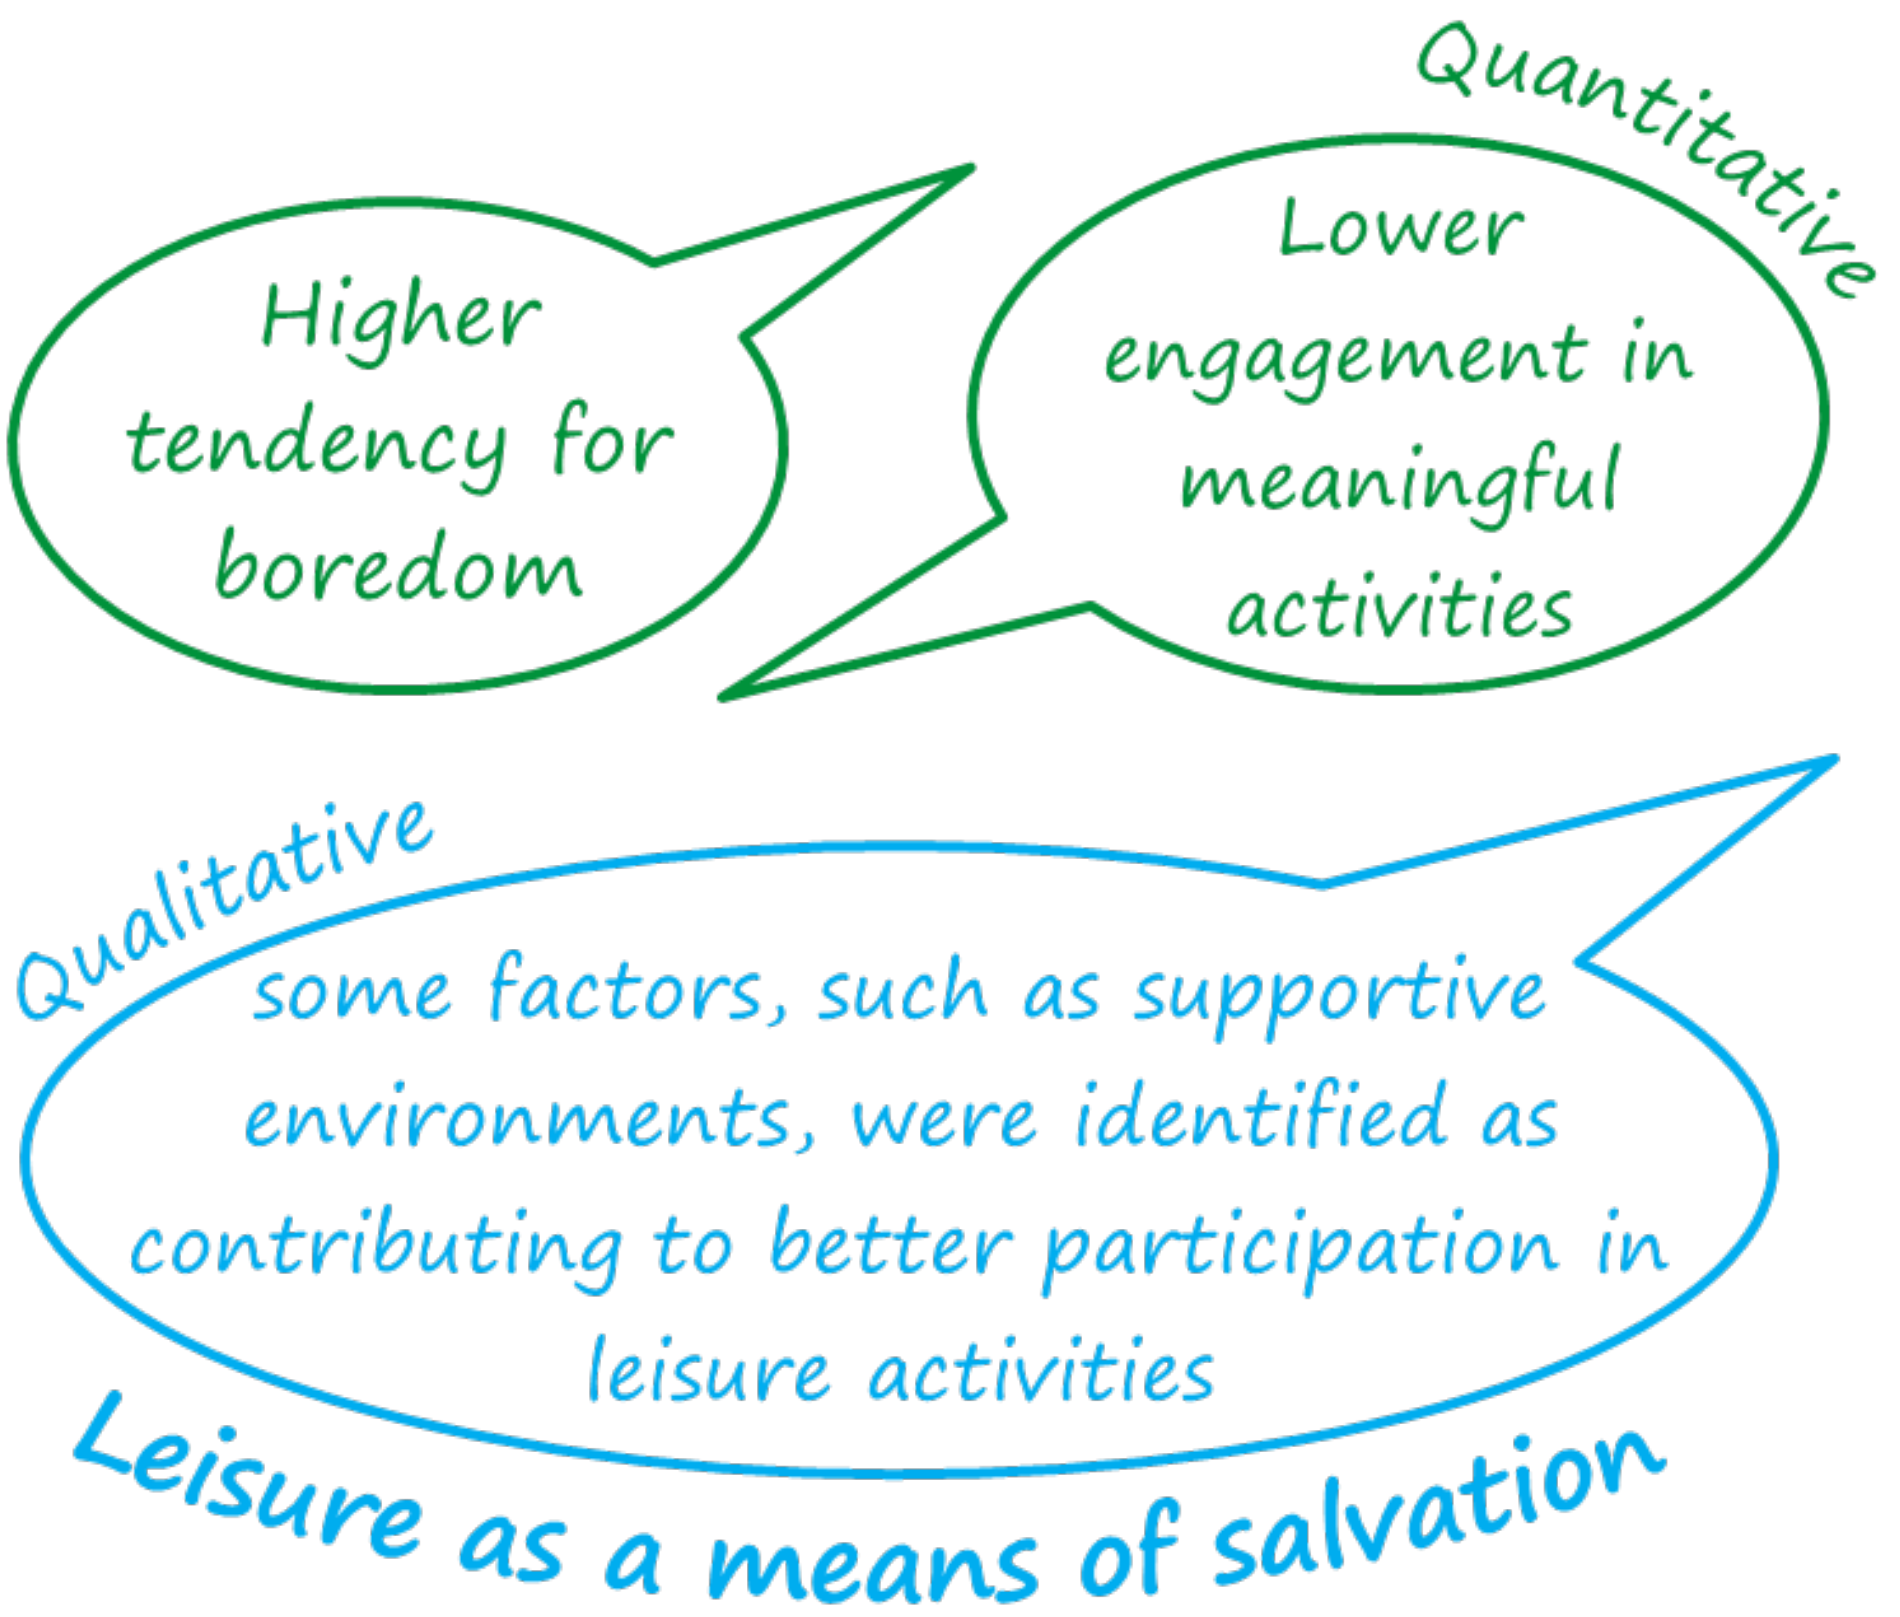 Quantitative
Higher
tendency for
boredom
Lower
engagement in
meaningful
activities
Qualitative
some factors, such as supportive
environments, were identified as
contributing to better participation in
leisure activities
Leisure as a means of salvation